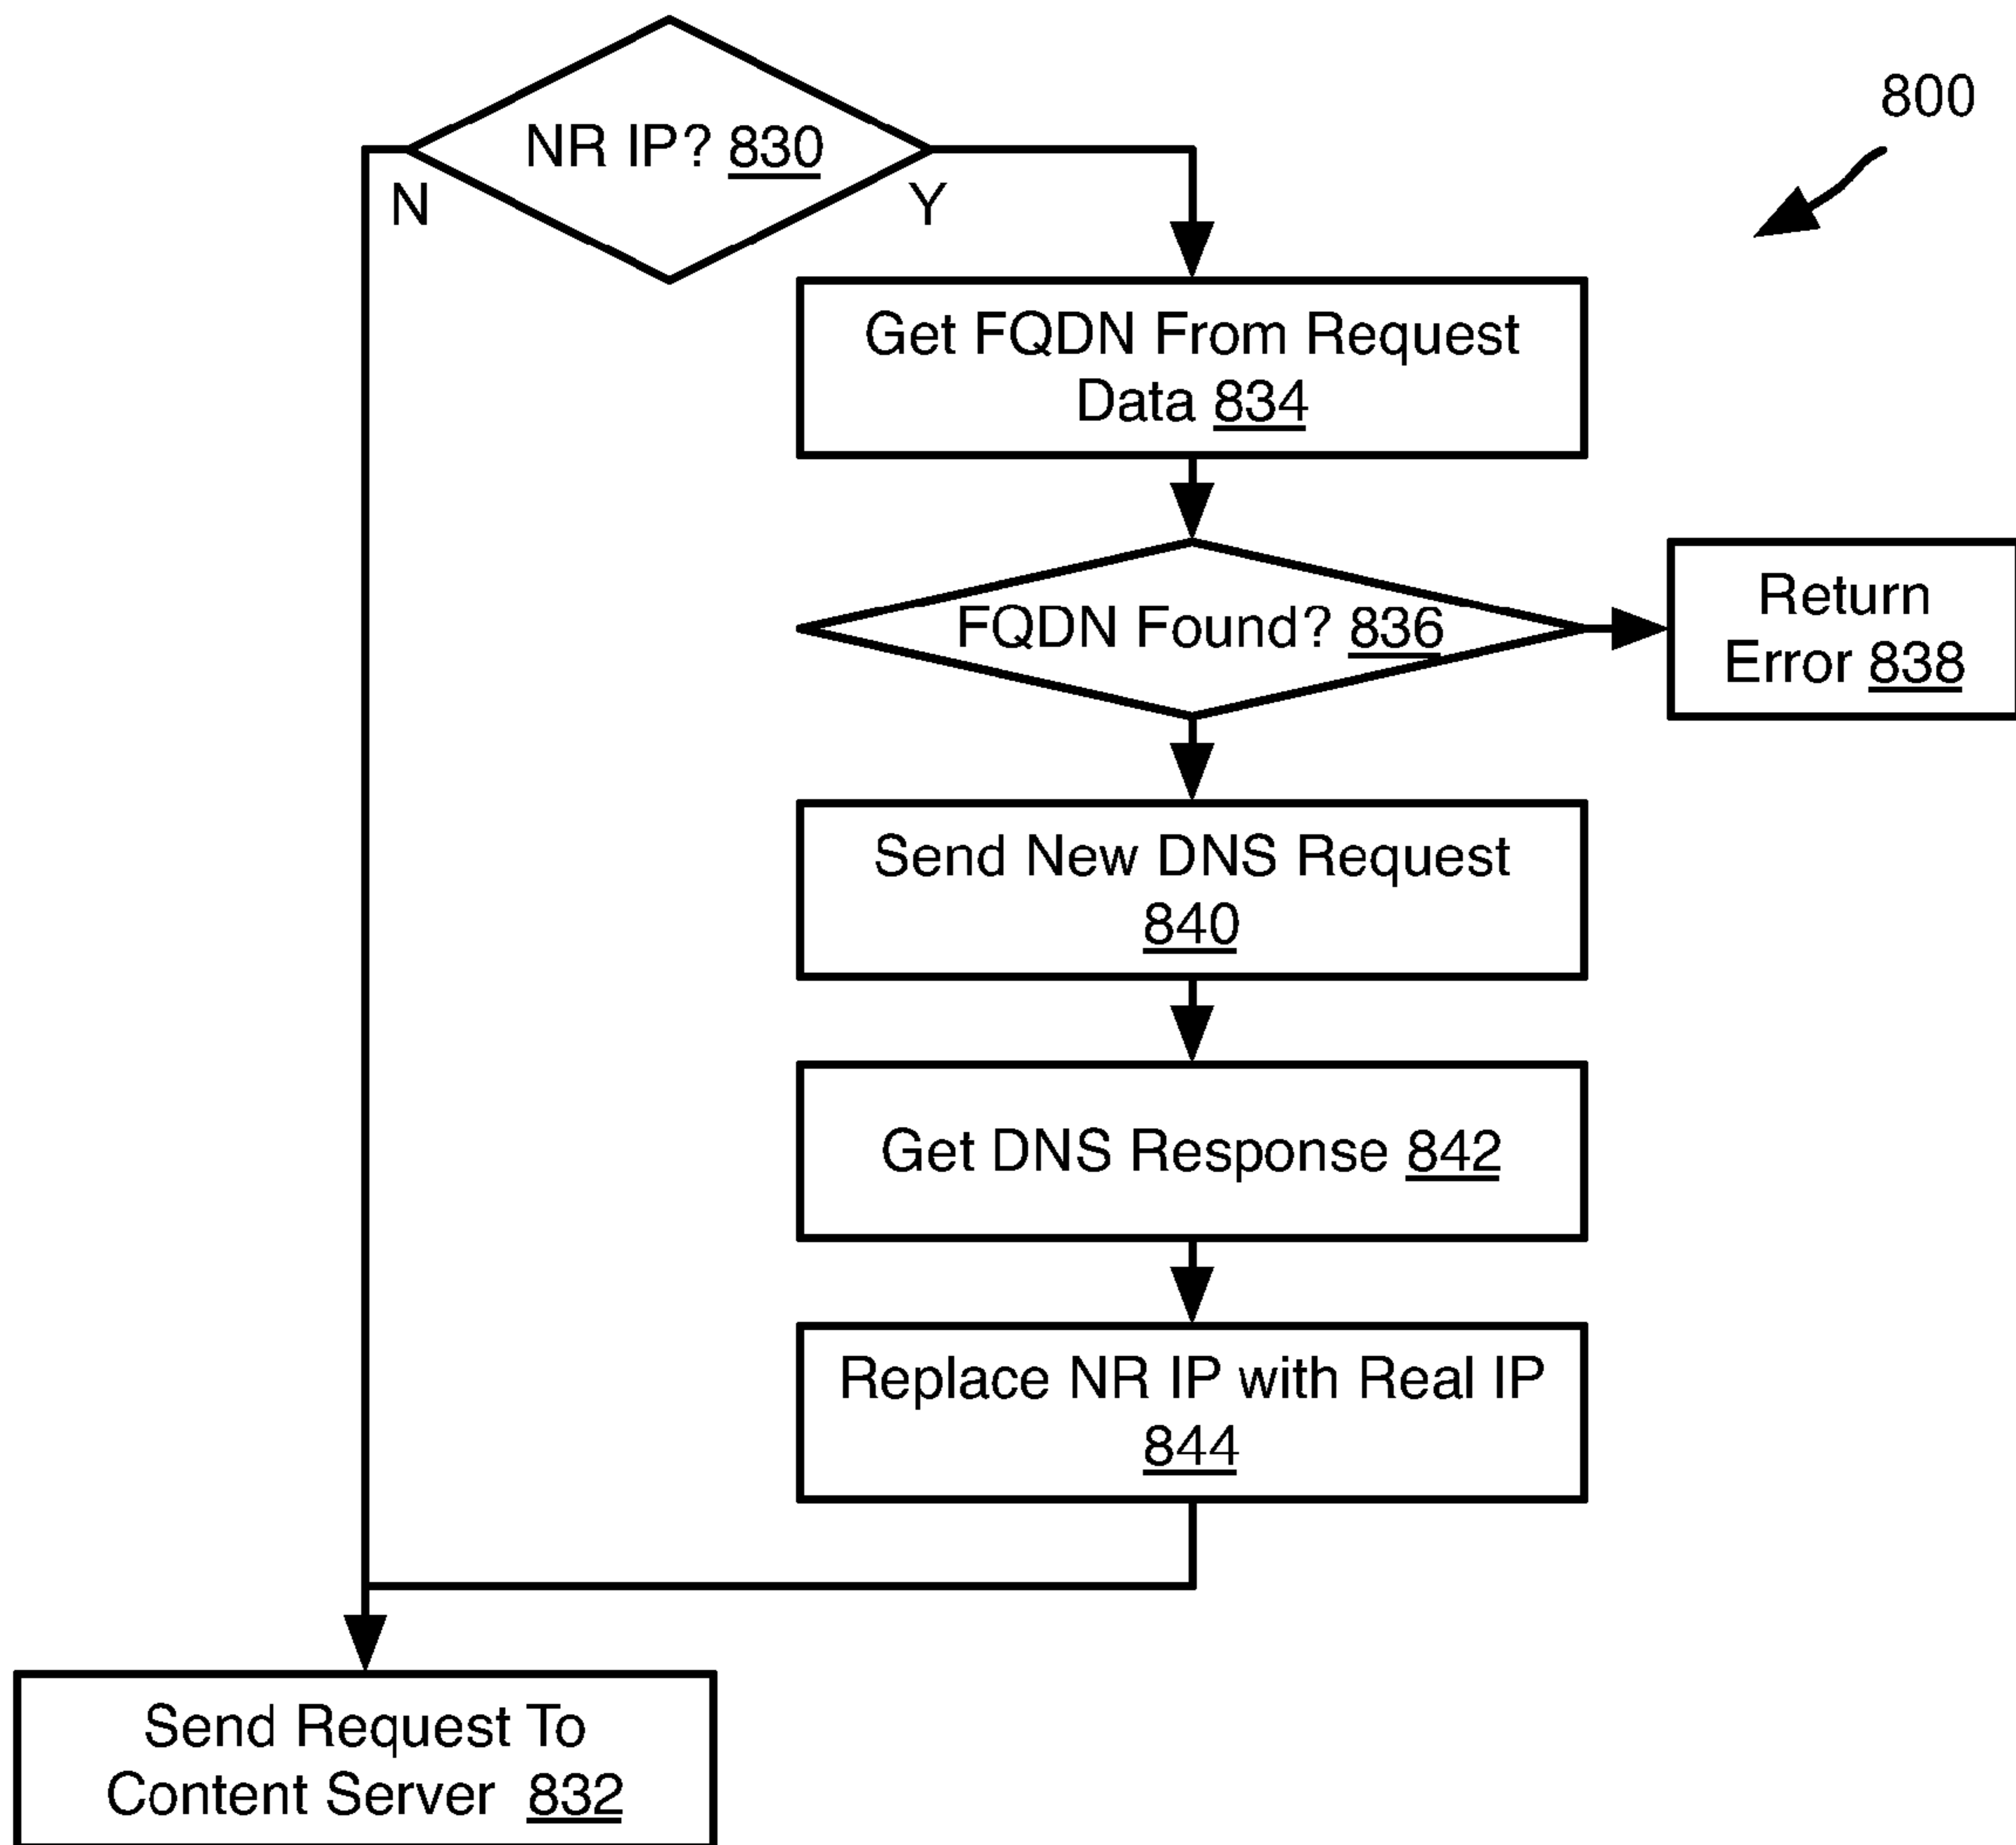 800
NR IP? 830
N
Y
Get FQDN From Request
Data 834
FQDN Found? 836
Return
Error 838
Send New DNS Request
840
Get DNS Response 842
Replace NR IP with Real IP
844
Send Request To
Content Server 832